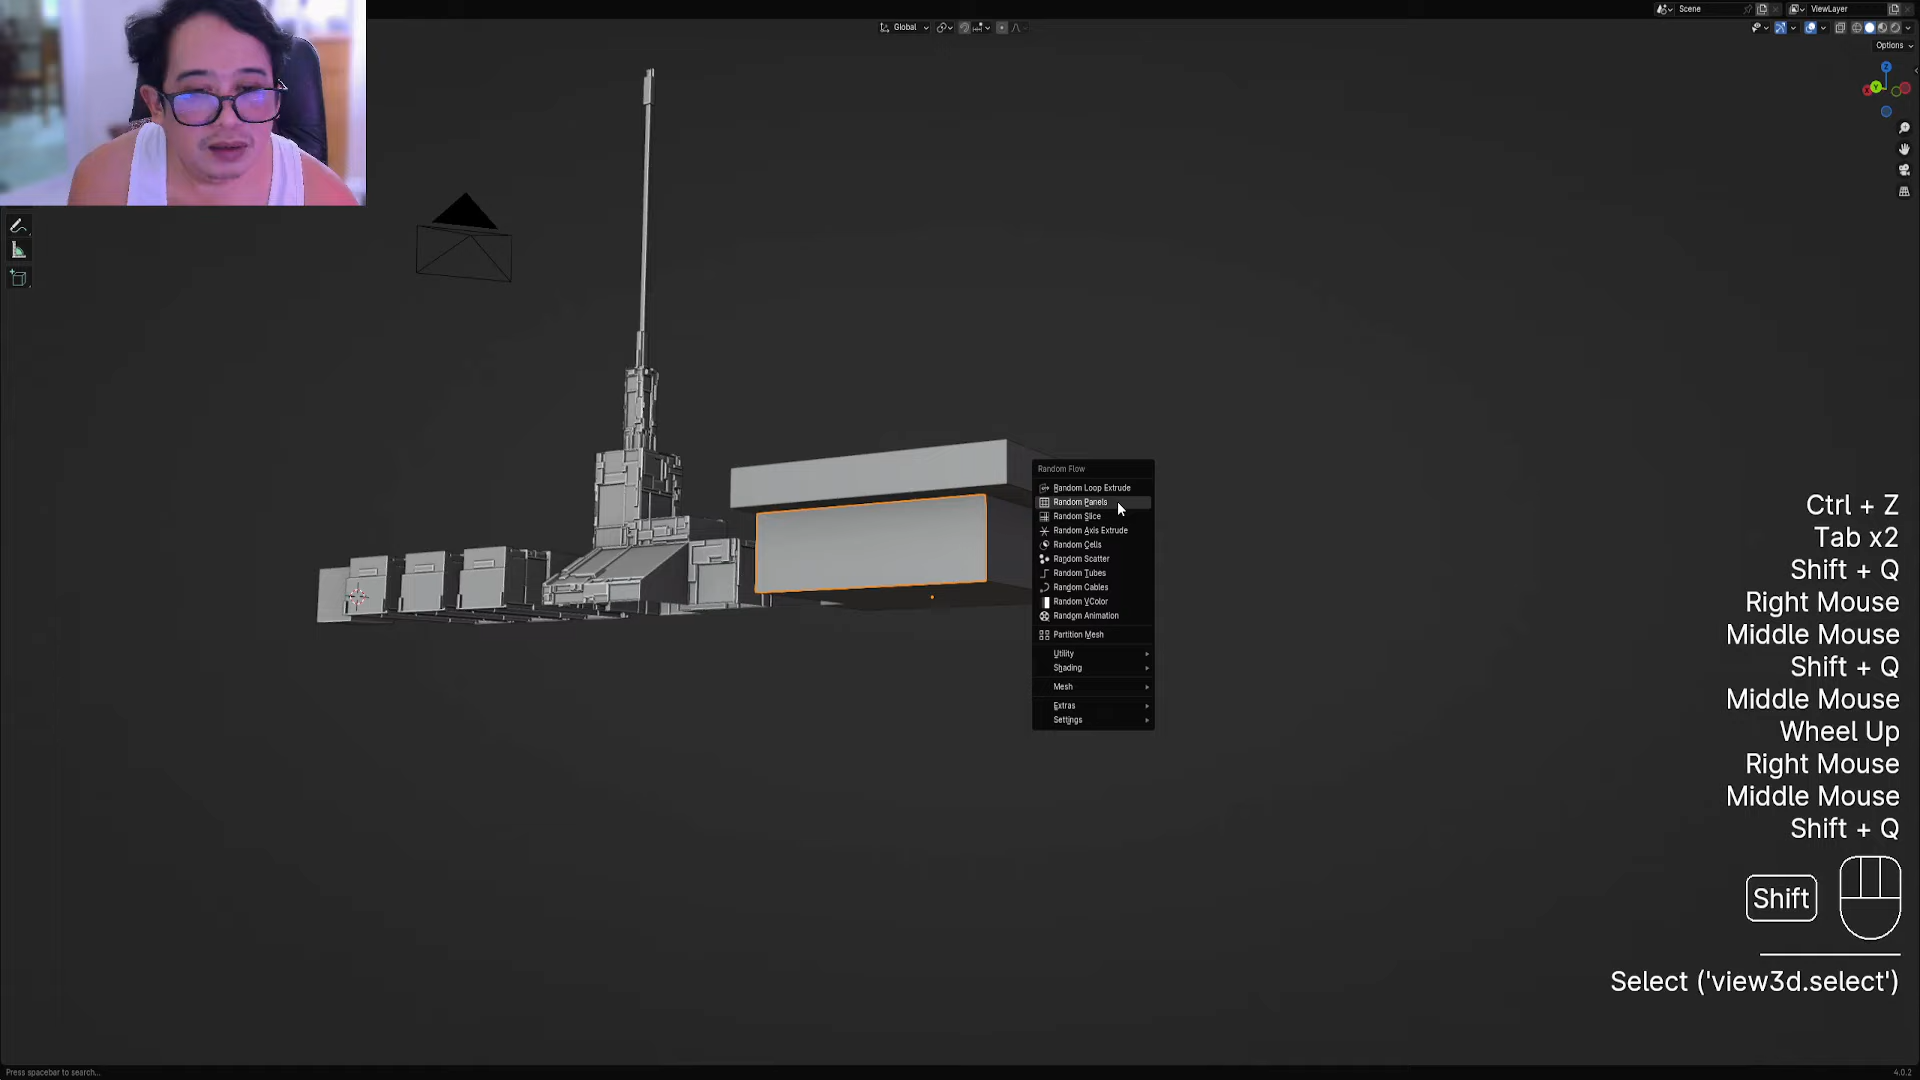 Scene
ViewLayer
Global
Options
Random Flow
Random Loop Extrude
Random Panels
Random Slice
Random Axis Extrude
Random Cells
Random Scatter
Random Tubes
Random Cables
Random VColor
Random Animation
Partition Mesh
Utility
Shading
Mesh
Extras
Settings
Ctrl + Z
Tab x2
Shift + Q
Right Mouse
Middle Mouse
Shift + Q
Middle Mouse
Wheel Up
Right Mouse
Middle Mouse
Shift + Q
Shift
Select ('view3d.select')
Press spacebar to search...
4.0.2